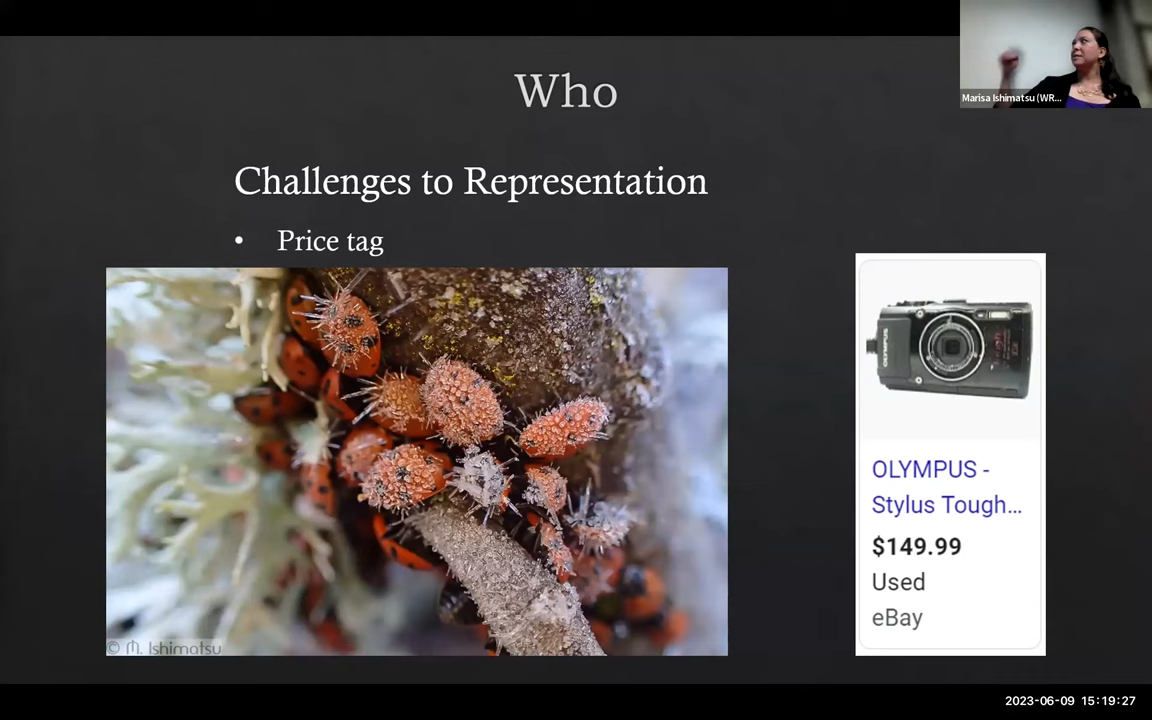 Who
Marisa Ishimatsu (WR...
Challenges to Representation
• Price tag
OLYMPUS
OLYMPUS -
Stylus Tough...
$149.99
Used
eBay
© M. Ishimatsu
2023-06-09 15:19:27